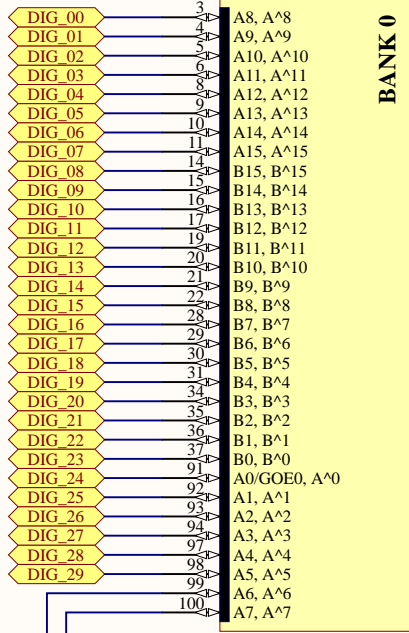 DIG_00 3 A8, A^8
DIG_01 4 A9, A^9
DIG_02 5 A10, A^10
DIG_03 6 A11, A^11
DIG_04 8 A12, A^12
DIG_05 9 A13, A^13
DIG_06 10 A14, A^14
DIG_07 11 A15, A^15
DIG_08 14 B15, B^15
DIG_09 15 B14, B^14
DIG_10 16 B13, B^13
DIG_11 17 B12, B^12
DIG_12 19 B11, B^11
DIG_13 20 B10, B^10
DIG_14 21 B9, B^9
DIG_15 22 B8, B^8
DIG_16 28 B7, B^7
DIG_17 29 B6, B^6
DIG_18 30 B5, B^5
DIG_19 31 B4, B^4
DIG_20 34 B3, B^3
DIG_21 35 B2, B^2
DIG_22 36 B1, B^1
DIG_23 37 B0, B^0
DIG_24 91 A0/GOE0, A^0
DIG_25 92 A1, A^1
DIG_26 93 A2, A^2
DIG_27 94 A3, A^3
DIG_28 97 A4, A^4
DIG_29 98 A5, A^5
99 A6, A^6
100 A7, A^7
BANK 0